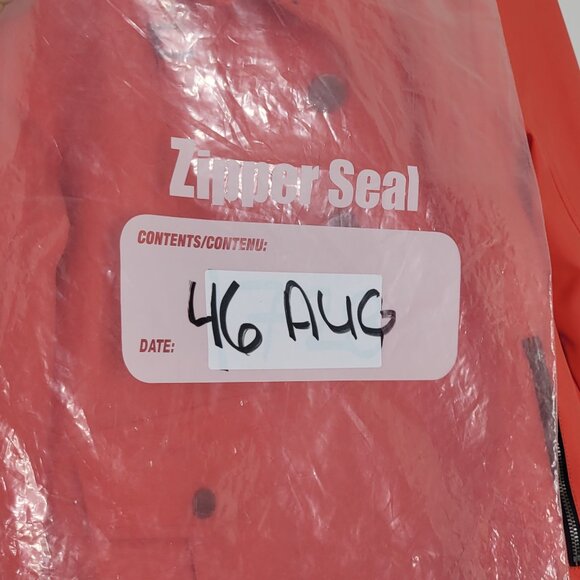 Zipper Seal
CONTENTS/CONTENU:
46 AUG
DATE: